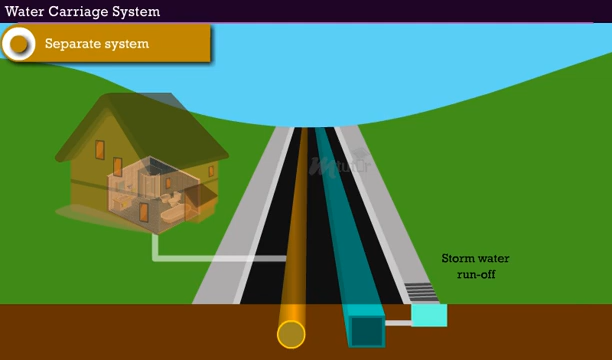 Water Carriage System
Separate system
Storm water
run-off